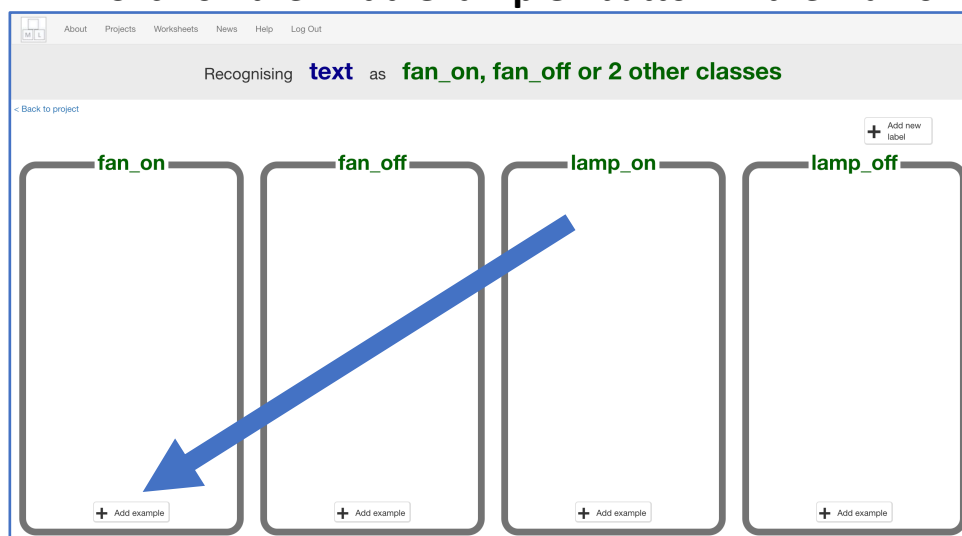 M L About Projects Worksheets News Help Log Out
Recognising text as fan_on, fan_off or 2 other classes
< Back to project
+ Add new
label
fan_on fan_off lamp_on lamp_off
+ Add example + Add example + Add example + Add example